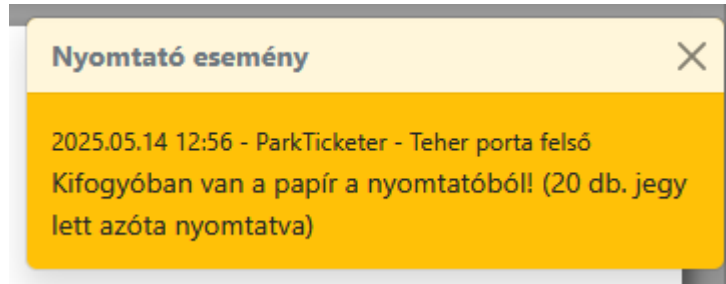 Nyomtató esemény
2025.05.14 12:56 - ParkTicketer - Teher porta felső
Kifogyóban van a papír a nyomtatóból! (20 db. jegy
lett azóta nyomtatva)